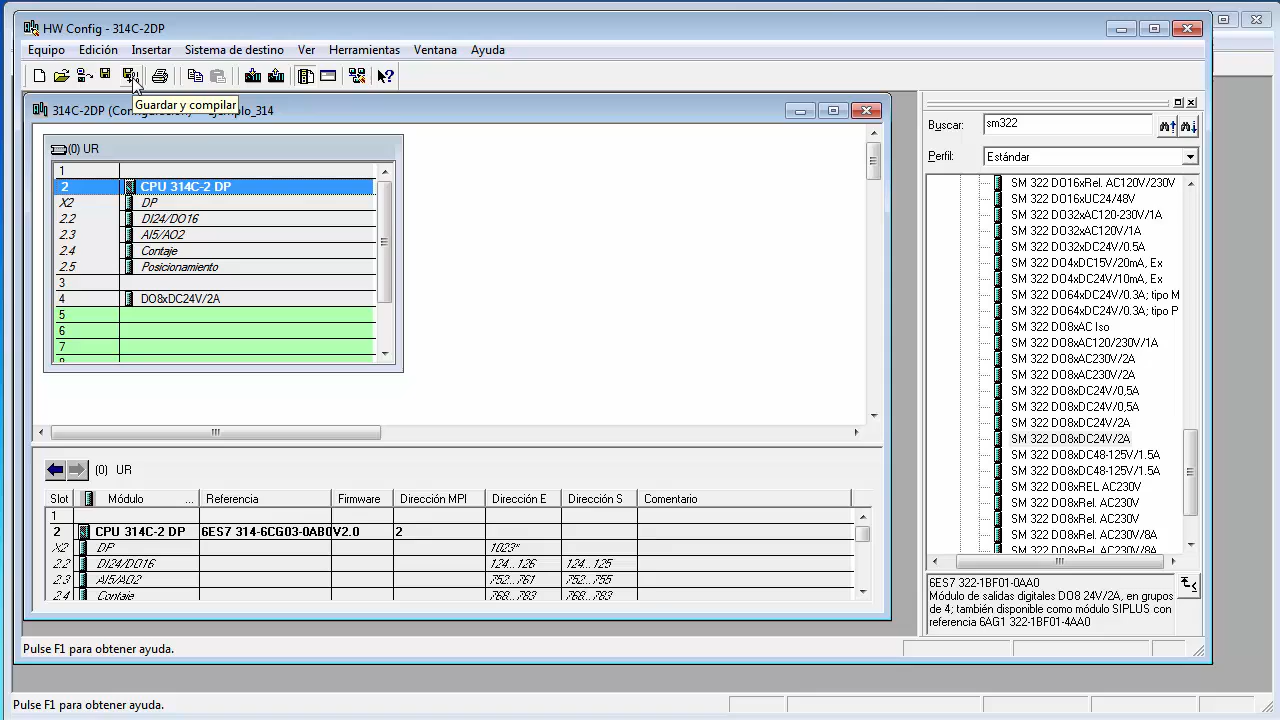 HW Config - 314C-2DP
Equipo Edición Insertar Sistema de destino Ver Herramientas Ventana Ayuda
Guardar y compilar
314C-2DP (Con ejemplo_314
(0) UR
1
2 CPU 314C-2 DP
X2 DP
2.2 DI24/DO16
2.3 AI5/AO2
2.4 Contaje
2.5 Posicionamiento
3
4 DO8xDC24V/2A
5
6
7
(0) UR
Slot Módulo ... Referencia Firmware Dirección MPI Dirección E Dirección S Comentario
1
2 CPU 314C-2 DP 6ES7 314-6CG03-0AB0 V2.0 2
X2 DP 1023*
2.2 DI24/DO16 124...126 124...125
2.3 AI5/AO2 752...761 752...755
2.4 Contaje 768...783 768...783
Buscar: sm322
Perfil: Estándar
SM 322 DO16xRel. AC120V/230V
SM 322 DO16xUC24/48V
SM 322 DO32xAC120-230V/1A
SM 322 DO32xAC120V/1A
SM 322 DO32xDC24V/0.5A
SM 322 DO4xDC15V/20mA, Ex
SM 322 DO4xDC24V/10mA, Ex
SM 322 DO64xDC24V/0.3A; tipo M
SM 322 DO64xDC24V/0.3A; tipo P
SM 322 DO8xAC Iso
SM 322 DO8xAC120/230V/1A
SM 322 DO8xAC230V/2A
SM 322 DO8xAC230V/2A
SM 322 DO8xDC24V/0,5A
SM 322 DO8xDC24V/0,5A
SM 322 DO8xDC24V/2A
SM 322 DO8xDC24V/2A
SM 322 DO8xDC48-125V/1.5A
SM 322 DO8xDC48-125V/1.5A
SM 322 DO8xREL AC230V
SM 322 DO8xRel. AC230V
SM 322 DO8xRel. AC230V
SM 322 DO8xRel. AC230V/8A
SM 322 DO8xRel. AC230V/8A
6ES7 322-1BF01-0AA0
Módulo de salidas digitales DO8 24V/2A, en grupos
de 4; también disponible como módulo SIPLUS con
referencia 6AG1 322-1BF01-4AA0
Pulse F1 para obtener ayuda.
Pulse F1 para obtener ayuda.